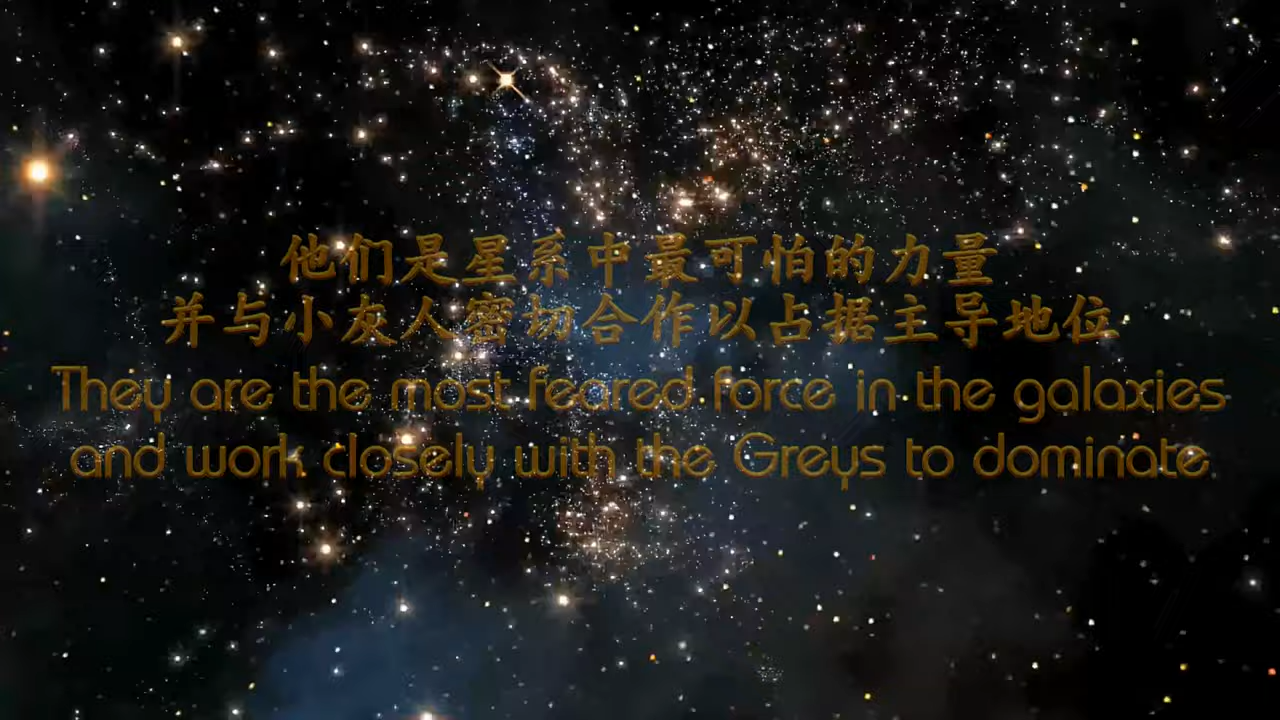 他们是星系中最可怕的力量
并与小灰人密切合作以占据主导地位
They are the most feared force in the galaxies
and work closely with the Greys to dominate